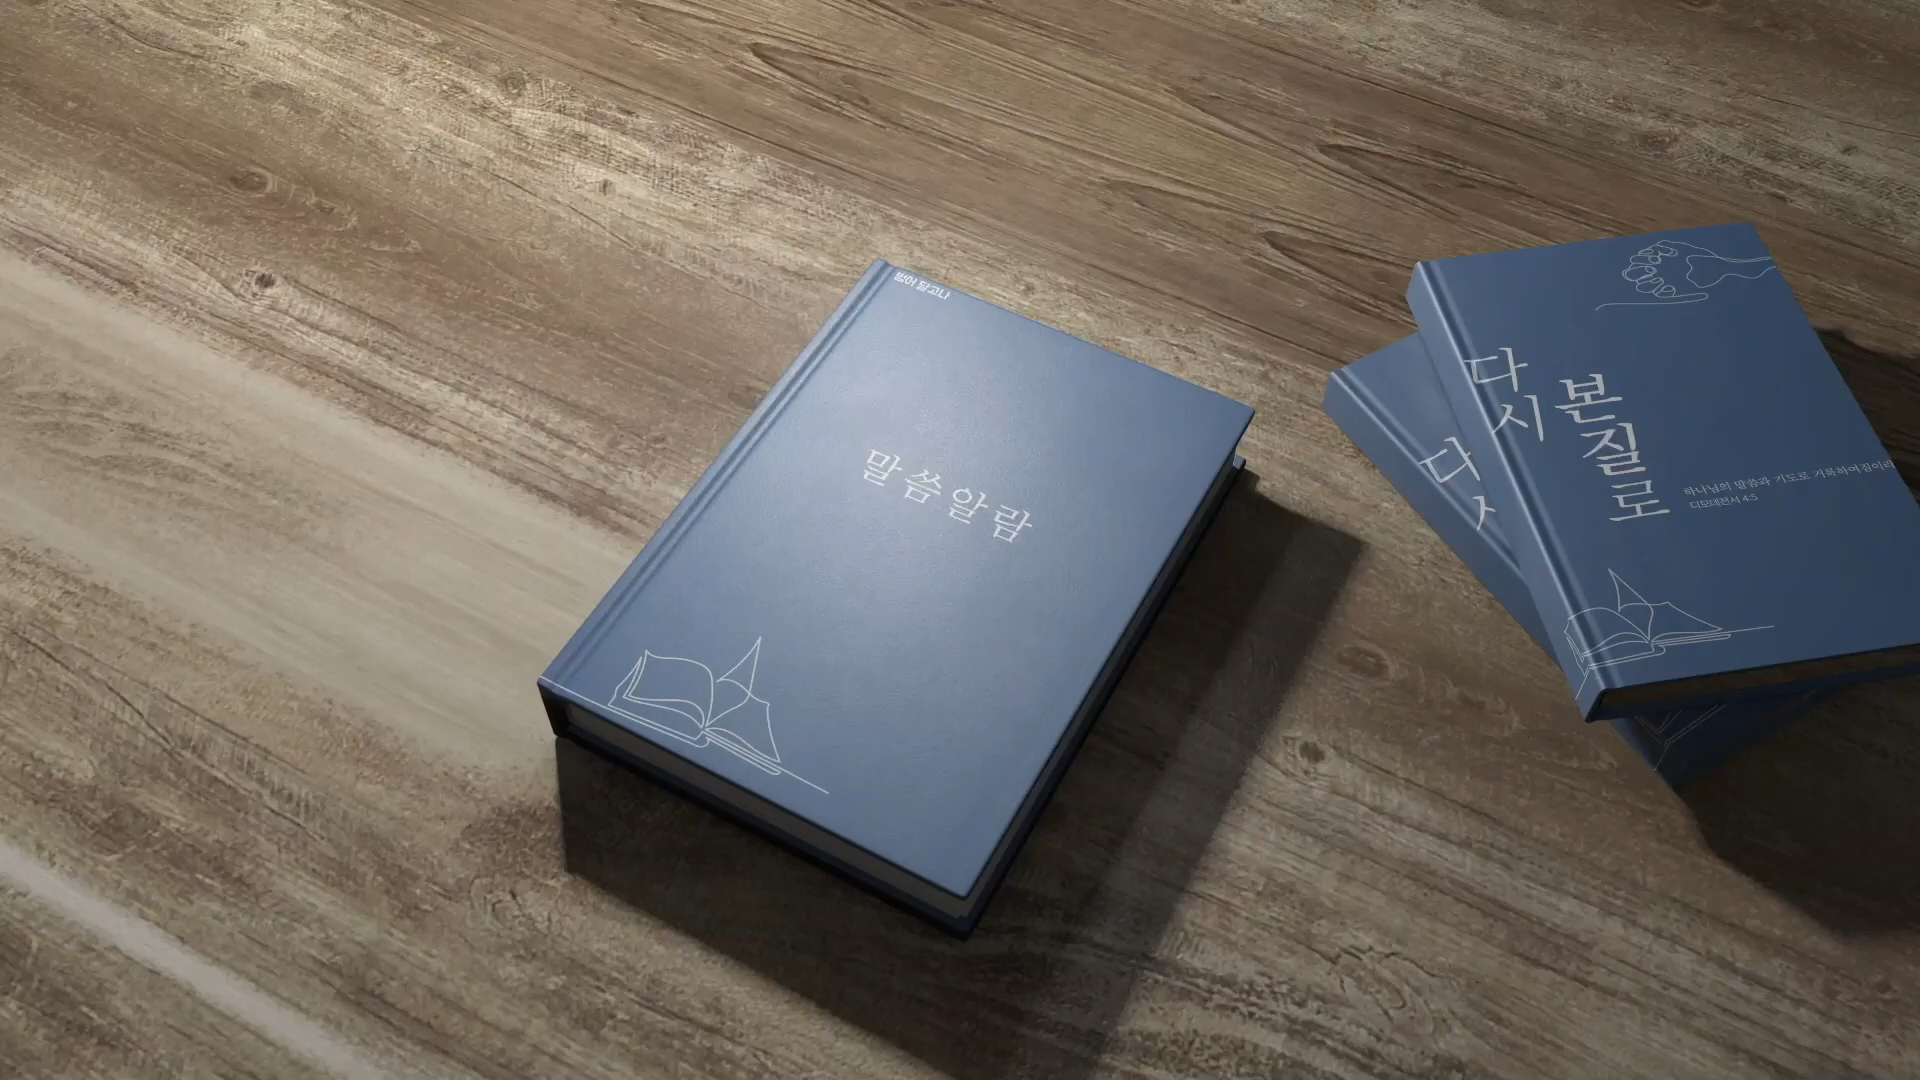 말씀알람
다시
본질로
하나님의 말씀과 기도로 거룩하여짐이라
디모데전서 4:5
다